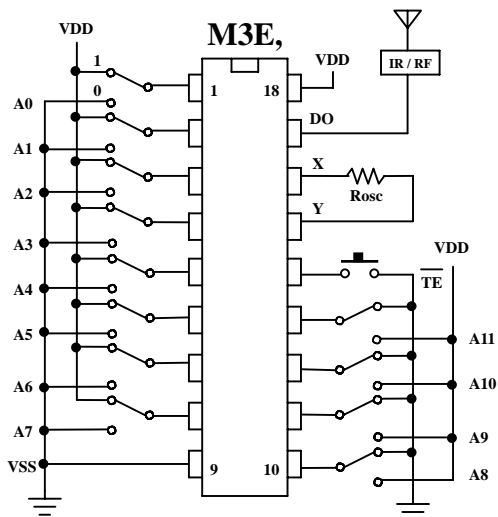 VDD
M3E,
1
0
1
18
VDD
IR / RF
DO
A0
A1
X
Rosc
A2
Y
VDD
A3
TE
A4
A5
A11
A6
A10
A7
A9
VSS
9
10
A8